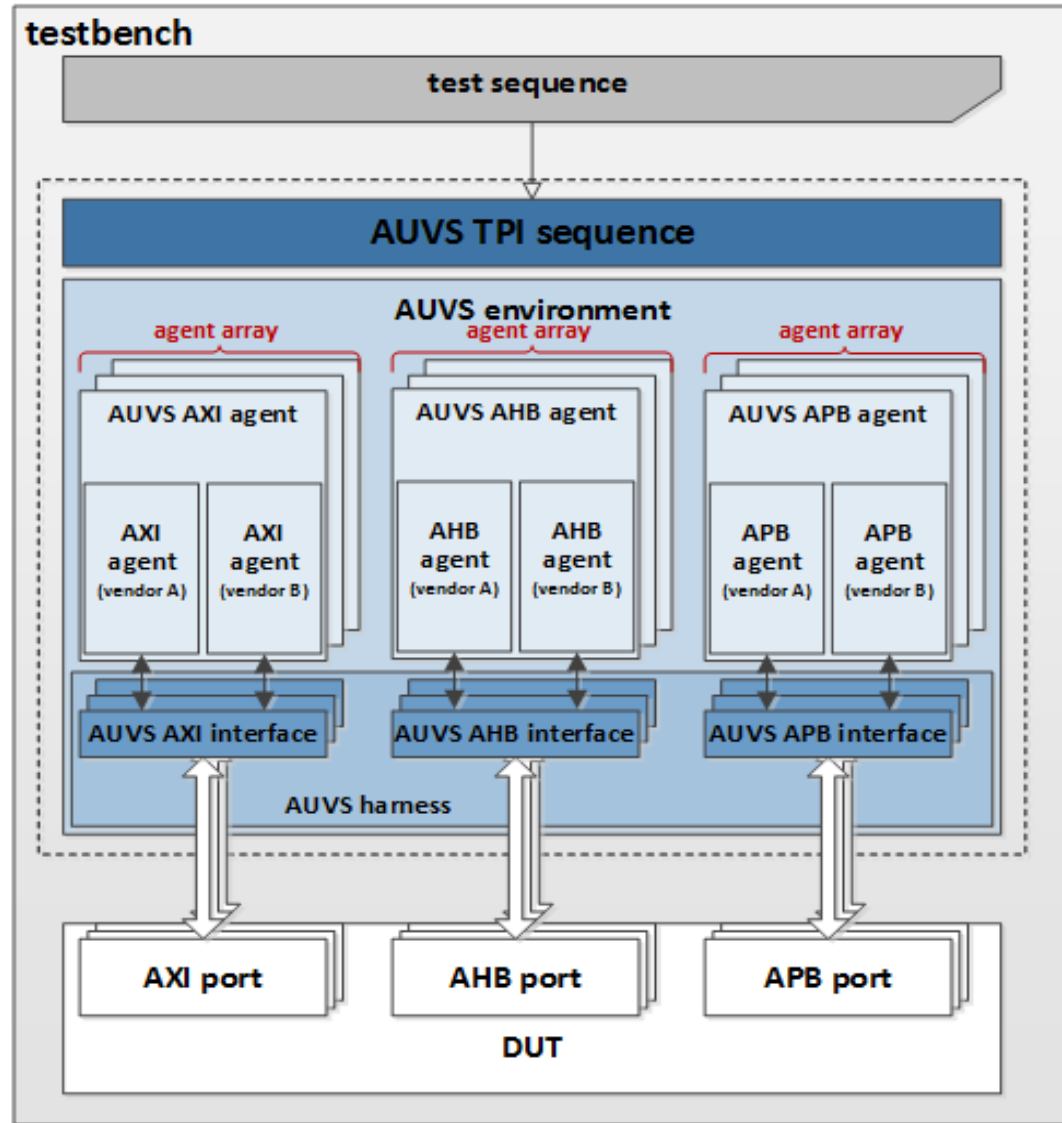 testbench
test sequence
AUVS TPI sequence
AUVS environment
agent array
agent array
agent array
AUVS AXI agent
AUVS AHB agent
AUVS APB agent
AXI
agent
(vendor A)
AXI
agent
(vendor B)
AHB
agent
(vendor A)
AHB
agent
(vendor B)
APB
agent
(vendor A)
APB
agent
(vendor B)
AUVS AXI interface
AUVS AHB interface
AUVS APB interface
AUVS harness
AXI port
AHB port
APB port
DUT